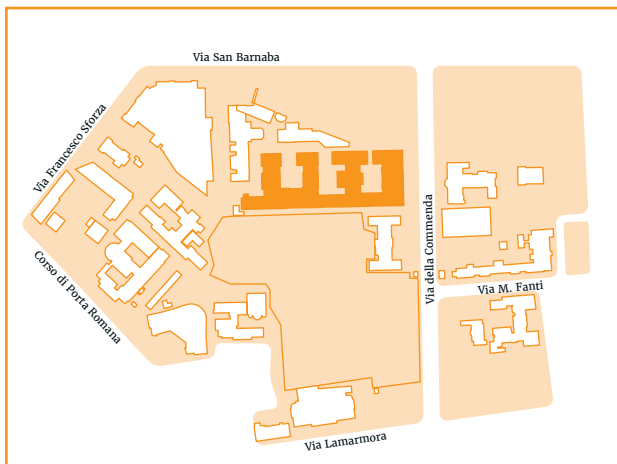 Via San Barnaba
Via Francesco Sforza
Via della Commenda
Corso di Porta Romana
Via M. Fanti
Via Lamarmora